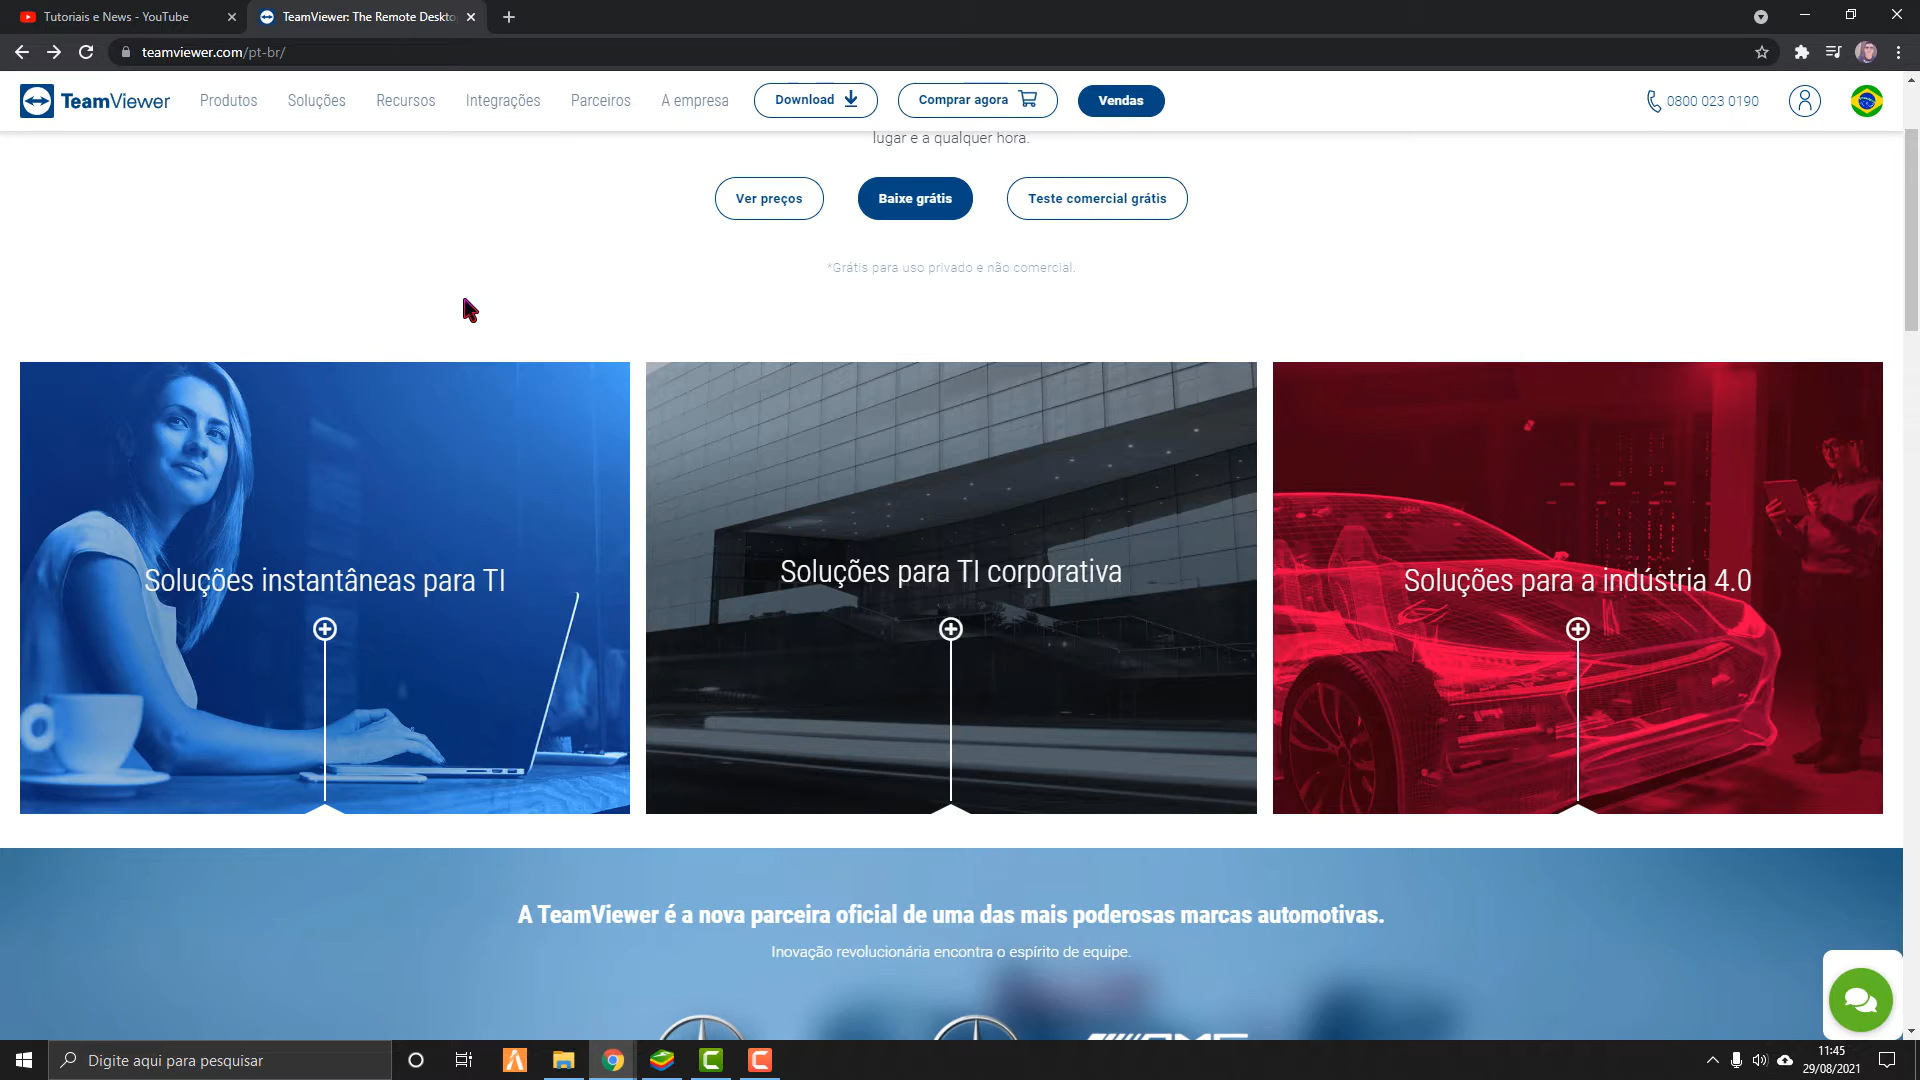 Tutoriais e News - YouTube
TeamViewer: The Remote Deskto
teamviewer.com/pt-br/
TeamViewer
Produtos
Soluções
Recursos
Integrações
Parceiros
A empresa
Download
Comprar agora
Vendas
0800 023 0190
lugar e a qualquer hora.
Ver preços
Baixe grátis
Teste comercial grátis
*Grátis para uso privado e não comercial.
Soluções instantâneas para TI
Soluções para TI corporativa
Soluções para a indústria 4.0
A TeamViewer é a nova parceira oficial de uma das mais poderosas marcas automotivas.
Inovação revolucionária encontra o espírito de equipe.
Digite aqui para pesquisar
11:45
29/08/2021